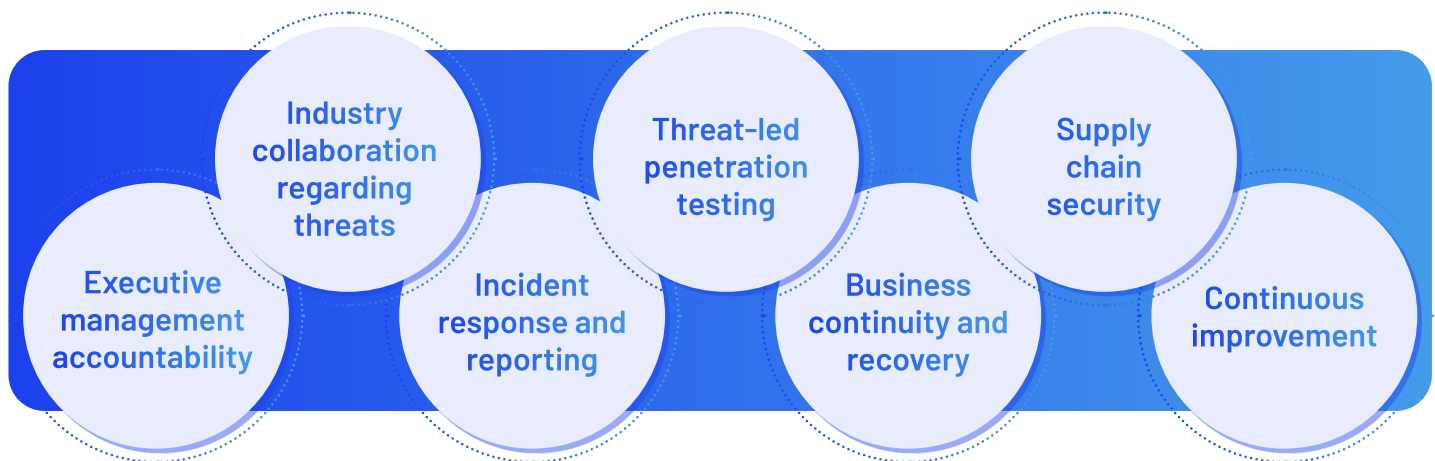 Executive
management
accountability
Industry
collaboration
regarding
threats
Incident
response and
reporting
Threat-led
penetration
testing
Business
continuity and
recovery
Supply
chain
security
Continuous
improvement